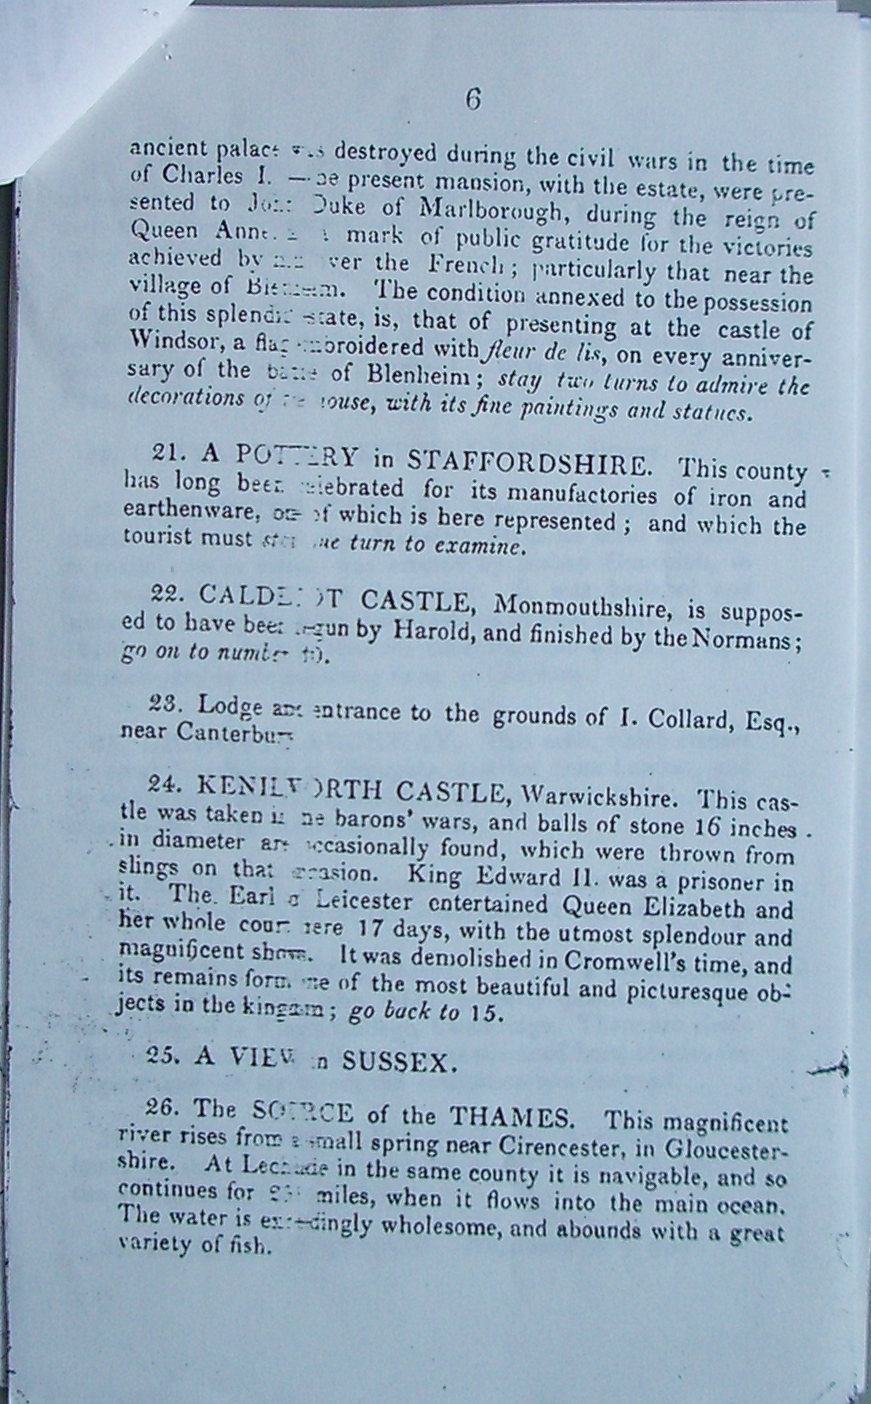 6
ancient palace was destroyed during the civil wars in the time
of Charles I. — present mansion, with the estate, were pre-
sented to John Duke of Marlborough, during the reign of
Queen Anne. mark of public gratitude for the victories
achieved by over the French; particularly that near the
village of Blenheim. The condition annexed to the possession
of this splendid estate, is, that of presenting at the castle of
Windsor, a flag embroidered with fleur de lis, on every anniver-
sary of the battle of Blenheim; stay two turns to admire the
decorations of house, with its fine paintings and statues.
21. A POTTERY in STAFFORDSHIRE. This county
has long been celebrated for its manufactories of iron and
earthenware, one of which is here represented; and which the
tourist must stay one turn to examine.
22. CALDECOT CASTLE, Monmouthshire, is suppos-
ed to have been begun by Harold, and finished by the Normans;
go on to number
23. Lodge and entrance to the grounds of I. Collard, Esq.,
near Canterbury
24. KENILWORTH CASTLE, Warwickshire. This cas-
tle was taken in the barons' wars, and balls of stone 16 inches
in diameter are occasionally found, which were thrown from
slings on that occasion. King Edward II. was a prisoner in
it. The Earl of Leicester entertained Queen Elizabeth and
her whole court here 17 days, with the utmost splendour and
magnificent shows. It was demolished in Cromwell's time, and
its remains form one of the most beautiful and picturesque ob-
jects in the kingdom; go back to 15.
25. A VIEW in SUSSEX.
26. The SOURCE of the THAMES. This magnificent
river rises from a small spring near Cirencester, in Gloucester-
shire. At Lechlade in the same county it is navigable, and so
continues for miles, when it flows into the main ocean.
The water is exceedingly wholesome, and abounds with a great
variety of fish.